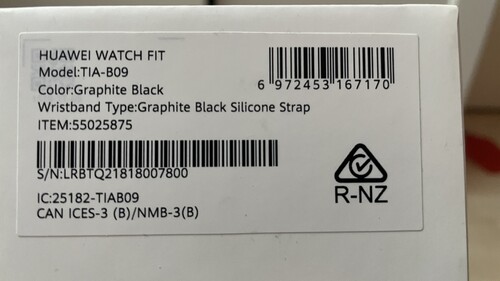 HUAWEI WATCH FIT
Model:TIA-B09
Color:Graphite Black
Wristband Type:Graphite Black Silicone Strap
ITEM:55025875
6 972453 167170
S/N:LRBTQ21818007800
IC:25182-TIAB09
CAN ICES-3 (B)/NMB-3(B)
R-NZ